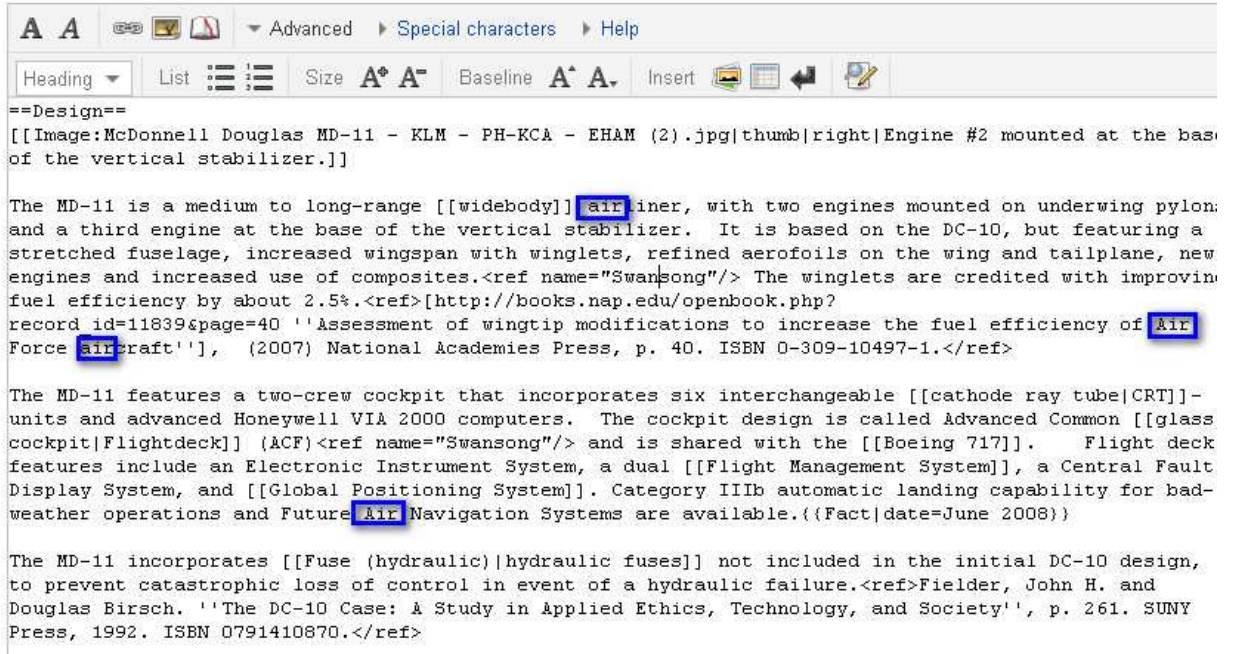 A A Advanced Special characters Help
Heading List Size A A Baseline A A Insert
==Design==
[[Image:McDonnell Douglas MD-11 - KLM - PH-KCA - EHAM (2).jpg|thumb|right|Engine #2 mounted at the base
of the vertical stabilizer.]]
The MD-11 is a medium to long-range [[widebody]] airliner, with two engines mounted on underwing pylons
and a third engine at the base of the vertical stabilizer.  It is based on the DC-10, but featuring a
stretched fuselage, increased wingspan with winglets, refined aerofoils on the wing and tailplane, new
engines and increased use of composites.<ref name="Swansong"/> The winglets are credited with improving
fuel efficiency by about 2.5%.<ref>[http://books.nap.edu/openbook.php?
record_id=11839&page=40 ''Assessment of wingtip modifications to increase the fuel efficiency of Air
Force aircraft''],  (2007) National Academies Press, p. 40. ISBN 0-309-10497-1.</ref>
The MD-11 features a two-crew cockpit that incorporates six interchangeable [[cathode ray tube|CRT]]-
units and advanced Honeywell VIA 2000 computers.  The cockpit design is called Advanced Common [[glass
cockpit|Flightdeck]] (ACF)<ref name="Swansong"/> and is shared with the [[Boeing 717]].   Flight deck
features include an Electronic Instrument System, a dual [[Flight Management System]], a Central Fault
Display System, and [[Global Positioning System]]. Category IIIb automatic landing capability for bad-
weather operations and Future Air Navigation Systems are available.{{Fact|date=June 2008}}
The MD-11 incorporates [[Fuse (hydraulic)|hydraulic fuses]] not included in the initial DC-10 design,
to prevent catastrophic loss of control in event of a hydraulic failure.<ref>Fielder, John H. and
Douglas Birsch. ''The DC-10 Case: A Study in Applied Ethics, Technology, and Society'', p. 261. SUNY
Press, 1992. ISBN 0791410870.</ref>